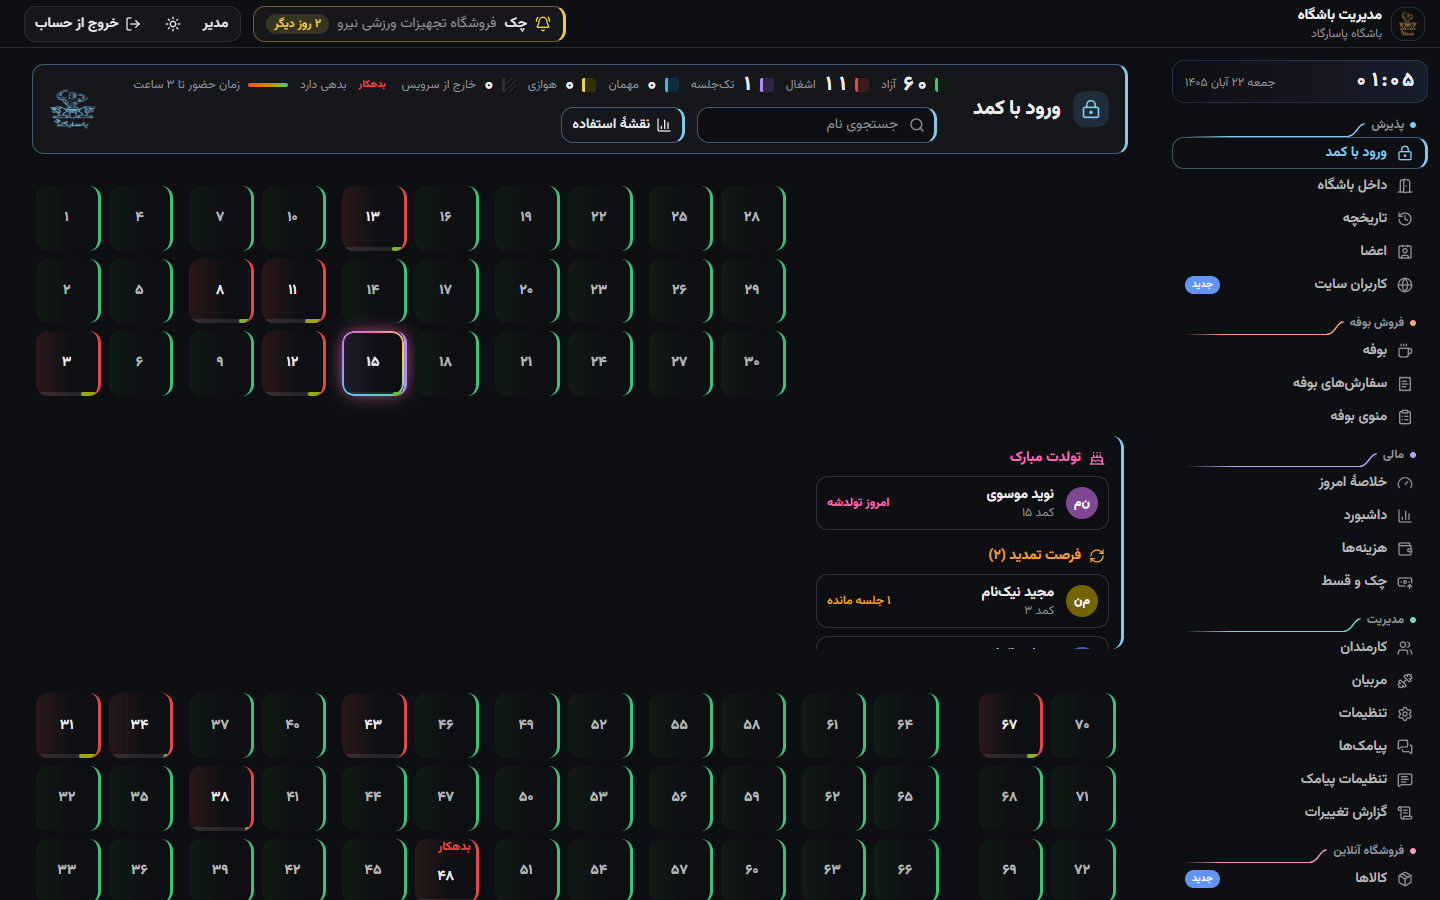 مدیریت باشگاه
باشگاه پاسارگاد
چک فروشگاه تجهیزات ورزشی نیرو ۲ روز دیگر
مدیر
خروج از حساب
۰۱:۰۵
جمعه ۲۲ آبان ۱۴۰۵
پذیرش
ورود با کمد
داخل باشگاه
تاریخچه
اعضا
کاربران سایت جدید
فروش بوفه
بوفه
سفارش‌های بوفه
منوی بوفه
مالی
خلاصهٔ امروز
داشبورد
هزینه‌ها
چک و قسط
مدیریت
کارمندان
مربیان
تنظیمات
پیامک‌ها
تنظیمات پیامک
گزارش تغییرات
فروشگاه آنلاین
کالاها جدید
ورود با کمد
۶۰ آزاد ۱۱ اشغال ۱ تک‌جلسه ۰ مهمان ۰ هوازی ۰ خارج از سرویس بدهکار بدهی دارد زمان حضور تا ۳ ساعت
جستجوی نام
نقشهٔ استفاده
پاسارگاد
۱ ۴ ۷ ۱۰ ۱۳ ۱۶ ۱۹ ۲۲ ۲۵ ۲۸
۲ ۵ ۸ ۱۱ ۱۴ ۱۷ ۲۰ ۲۳ ۲۶ ۲۹
۳ ۶ ۹ ۱۲ ۱۵ ۱۸ ۲۱ ۲۴ ۲۷ ۳۰
تولدت مبارک
نم
نوید موسوی
کمد ۱۵
امروز تولدشه
فرصت تمدید (۲)
من
مجید نیک‌نام
کمد ۳
۱ جلسه مانده
۳۱ ۳۴ ۳۷ ۴۰ ۴۳ ۴۶ ۴۹ ۵۲ ۵۵ ۵۸ ۶۱ ۶۴ ۶۷ ۷۰
۳۲ ۳۵ ۳۸ ۴۱ ۴۴ ۴۷ ۵۰ ۵۳ ۵۶ ۵۹ ۶۲ ۶۵ ۶۸ ۷۱
بدهکار
۳۳ ۳۶ ۳۹ ۴۲ ۴۵ ۴۸ ۵۱ ۵۴ ۵۷ ۶۰ ۶۳ ۶۶ ۶۹ ۷۲